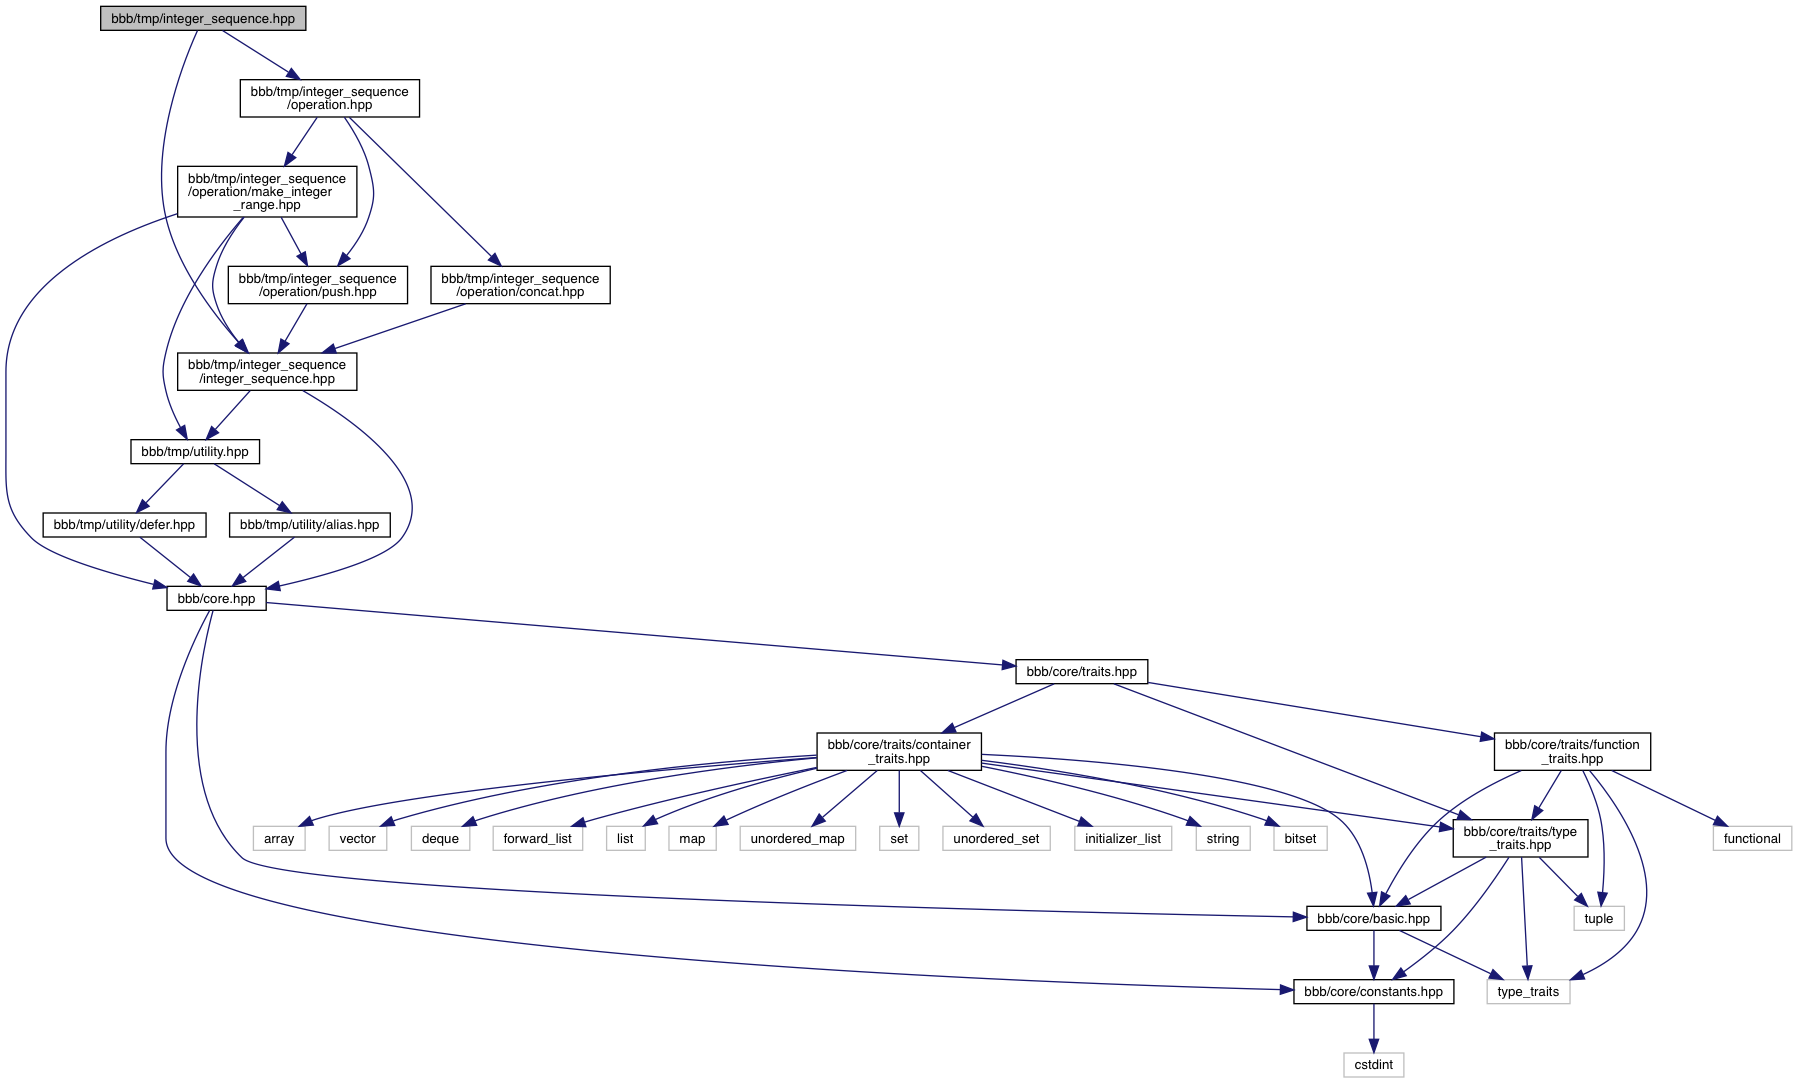 bbb/tmp/integer_sequence.hpp
bbb/tmp/integer_sequence
/operation.hpp
bbb/tmp/integer_sequence
/operation/make_integer
_range.hpp
bbb/tmp/integer_sequence
/operation/push.hpp
bbb/tmp/integer_sequence
/operation/concat.hpp
bbb/tmp/integer_sequence
/integer_sequence.hpp
bbb/tmp/utility.hpp
bbb/tmp/utility/defer.hpp
bbb/tmp/utility/alias.hpp
bbb/core.hpp
bbb/core/traits.hpp
bbb/core/traits/container
_traits.hpp
bbb/core/traits/function
_traits.hpp
array
vector
deque
forward_list
list
map
unordered_map
set
unordered_set
initializer_list
string
bitset
bbb/core/traits/type
_traits.hpp
functional
bbb/core/basic.hpp
tuple
bbb/core/constants.hpp
type_traits
cstdint